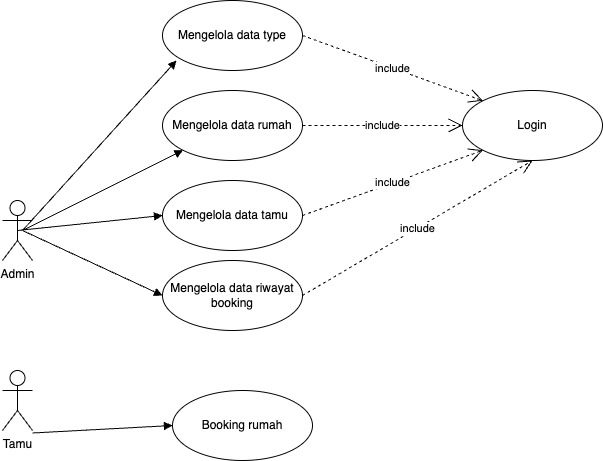 Mengelola data type
include
Mengelola data rumah
include
Login
Mengelola data tamu
include
include
Admin
Mengelola data riwayat
booking
Tamu
Booking rumah